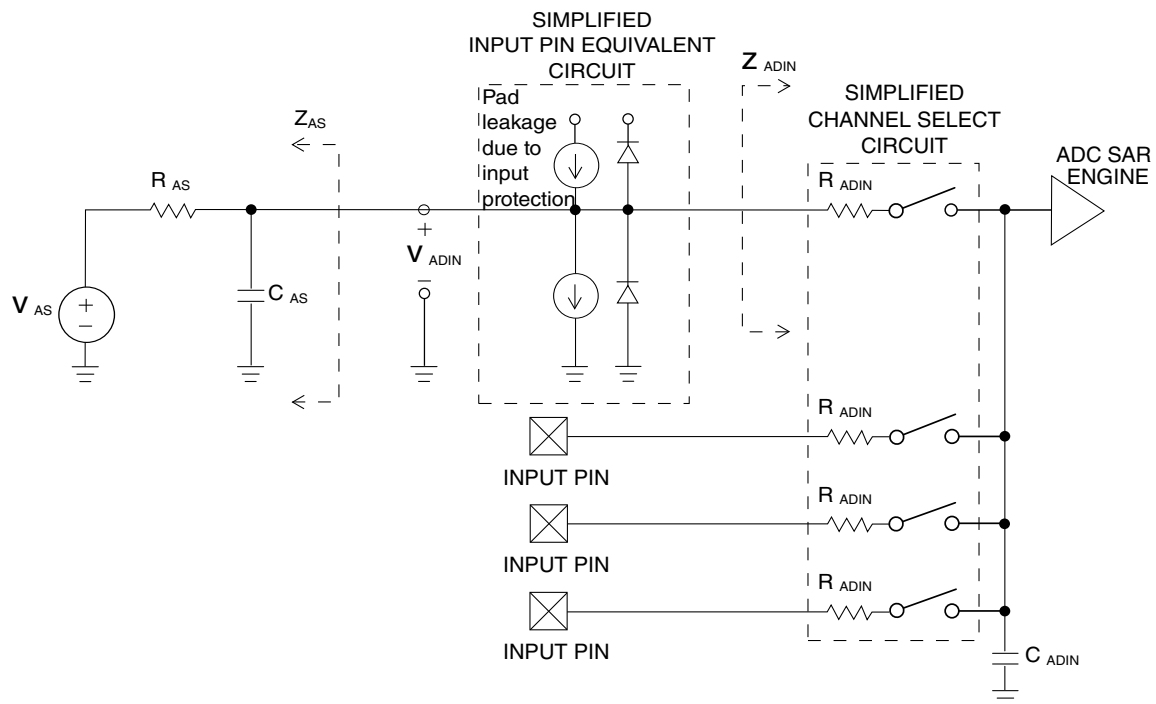 SIMPLIFIED
INPUT PIN EQUIVALENT
CIRCUIT
Pad
leakage
due to
input
protection
Z ADIN
SIMPLIFIED
CHANNEL SELECT
CIRCUIT
ADC SAR
ENGINE
Z AS
R AS
R ADIN
+
V ADIN
–
V AS
+
–
C AS
R ADIN
INPUT PIN
R ADIN
INPUT PIN
R ADIN
INPUT PIN
C ADIN